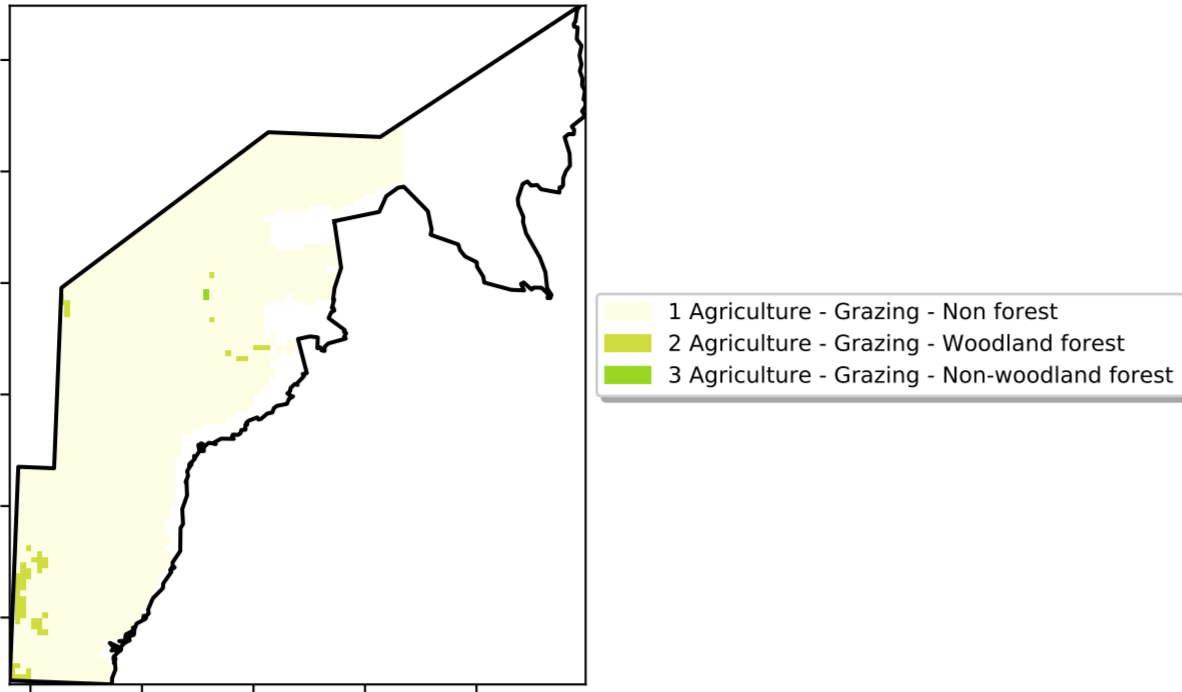 1 Agriculture - Grazing - Non forest
2 Agriculture - Grazing - Woodland forest
3 Agriculture - Grazing - Non-woodland forest